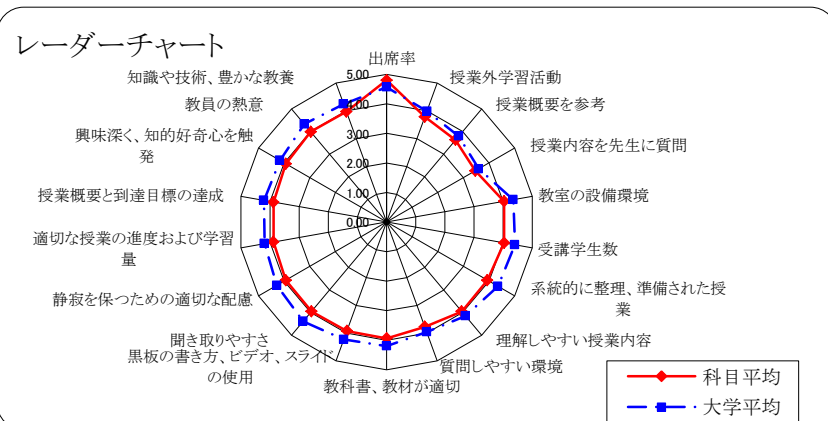 レーダーチャート
出席率
授業外学習活動
授業概要を参考
授業内容を先生に質問
教室の設備環境
受講学生数
系統的に整理、準備された授
業
理解しやすい授業内容
質問しやすい環境
教科書、教材が適切
黒板の書き方、ビデオ、スライド
の使用
聞き取りやすさ
静寂を保つための適切な配慮
適切な授業の進度および学習
量
授業概要と到達目標の達成
興味深く、知的好奇心を触
発
教員の熱意
知識や技術、豊かな教養
5.00
4.00
3.00
2.00
1.00
0.00
科目平均
大学平均